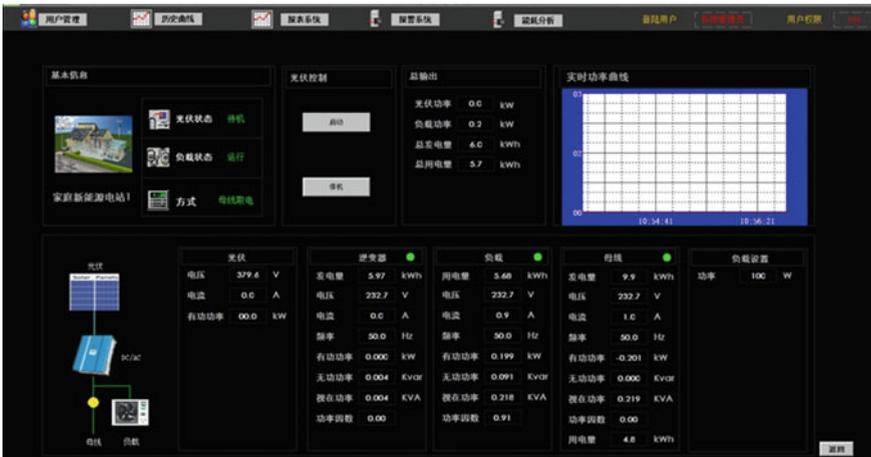 用户管理 历史曲线 报表系统 报警系统 能耗分析 登陆用户 用户权限
基本信息
光伏状态 待机
负载状态 运行
方式 母线取电
家庭新能源电站1
光伏控制
启动
停机
总输出
光伏功率 0.0 kW
负载功率 0.2 kW
总发电量 6.0 kWh
总用电量 5.7 kWh
实时功率曲线
03
02
00
10:54:41 10:56:21
光伏
Solar Panels
DC/AC
母线 负载
光伏
电压 379.6 V
电流 0.0 A
有功功率 00.0 kW
逆变器
发电量 5.97 kWh
电压 232.7 V
电流 0.0 A
频率 50.0 Hz
有功功率 0.000 kW
无功功率 0.004 Kvar
视在功率 0.004 KVA
功率因数 0.00
负载
用电量 5.68 kWh
电压 232.7 V
电流 0.9 A
频率 50.0 Hz
有功功率 0.199 kW
无功功率 0.091 Kvar
视在功率 0.218 KVA
功率因数 0.91
母线
发电量 9.9 kWh
电压 232.7 V
电流 1.0 A
频率 50.0 Hz
有功功率 -0.201 kW
无功功率 0.000 Kvar
视在功率 0.219 KVA
功率因数 0.00
用电量 4.8 kWh
负载设置
功率 100 W
返回